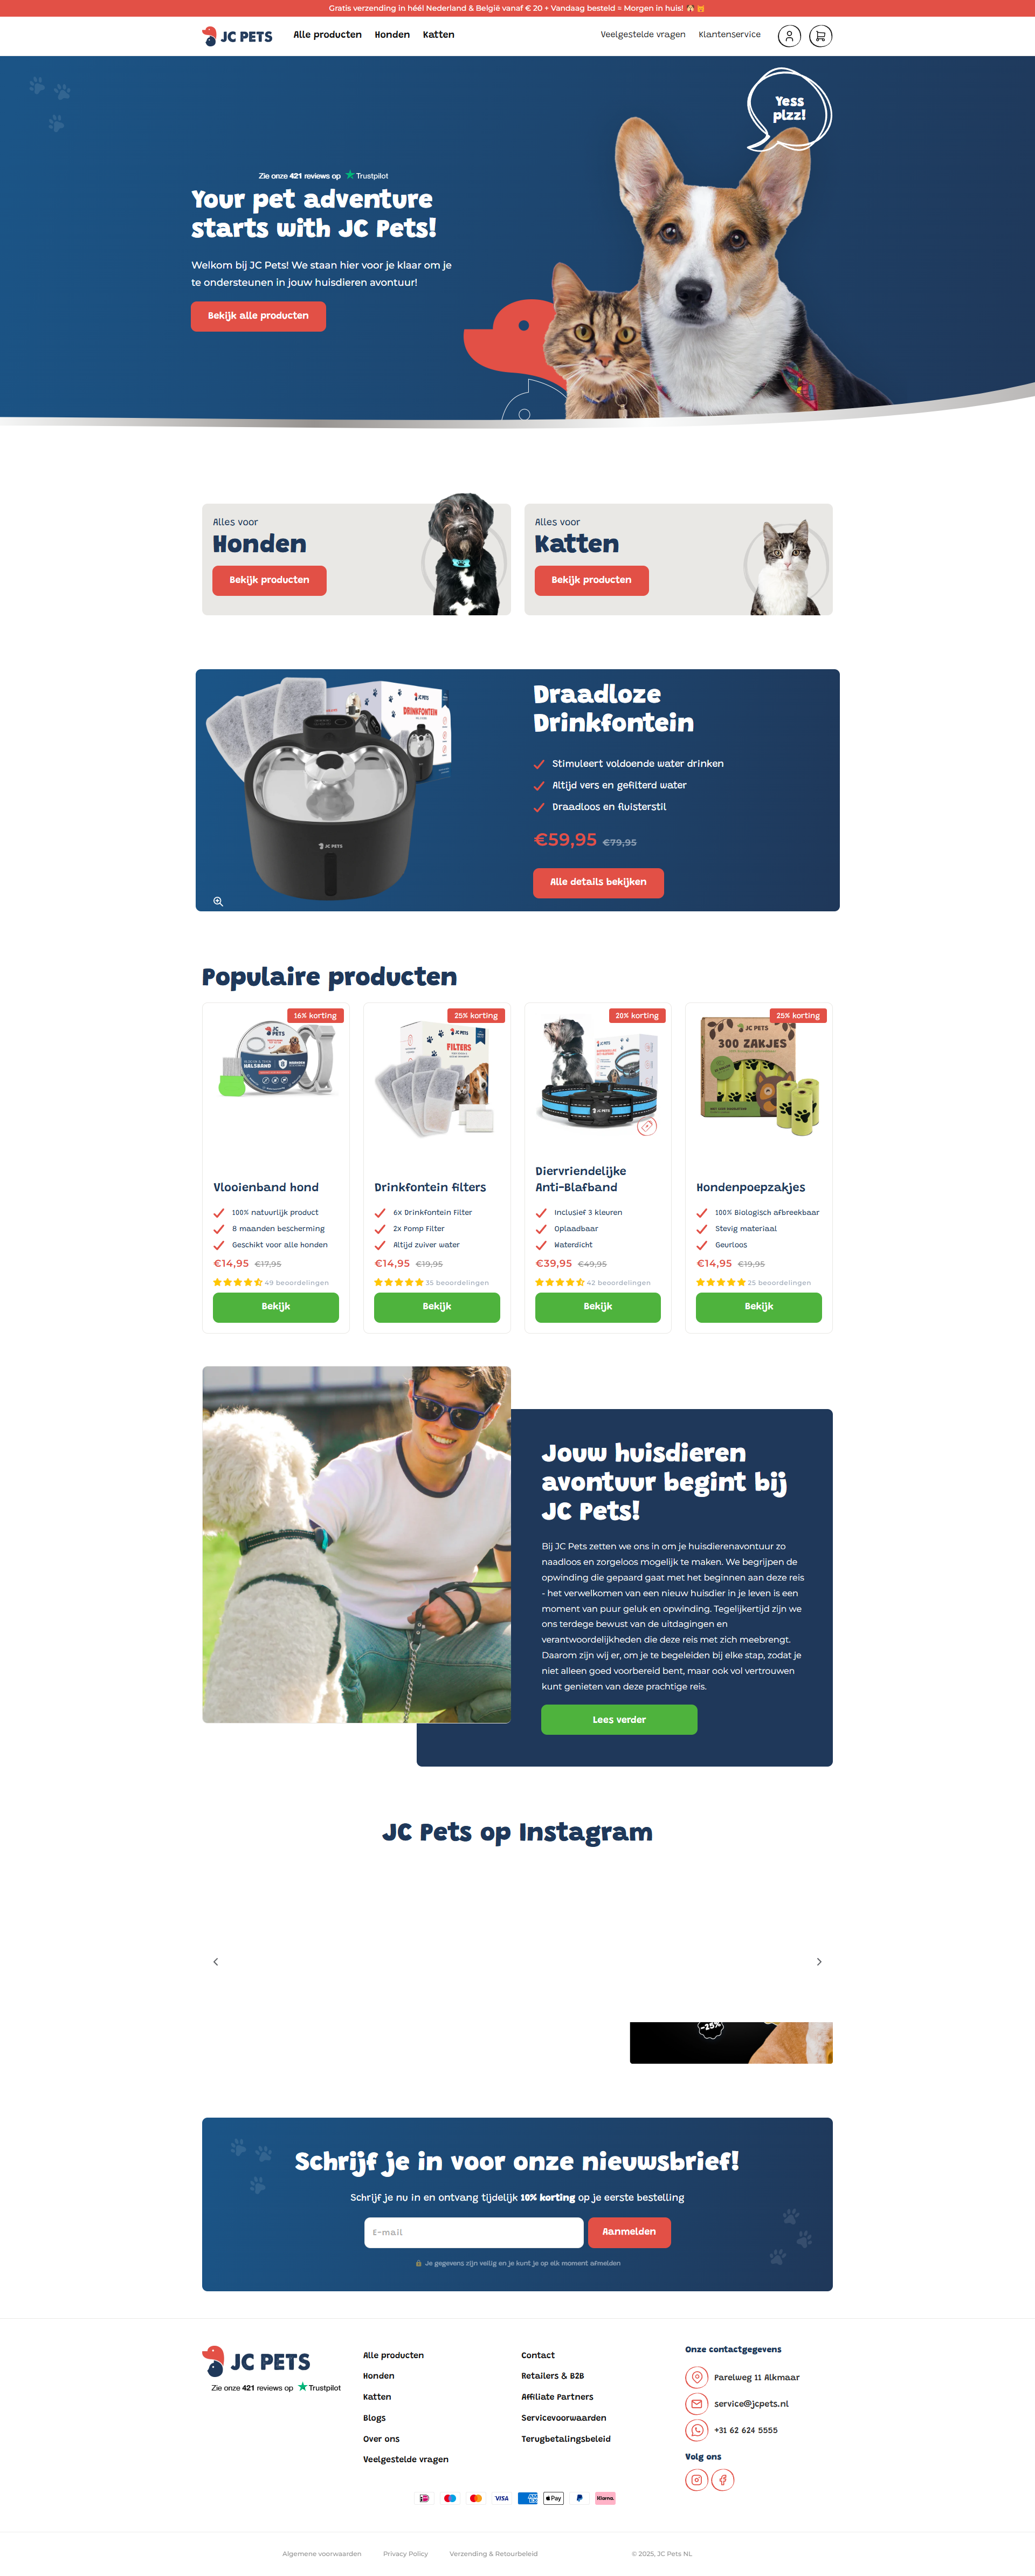 Gratis verzending in héél Nederland & België vanaf € 20 + Vandaag besteld = Morgen in huis! 🐶🐱
JC PETS
Alle producten
Honden
Katten
Veelgestelde vragen
Klantenservice
Yess
plzz!
Zie onze 421 reviews op Trustpilot
Your pet adventure
starts with JC Pets!
Welkom bij JC Pets! We staan hier voor je klaar om je
te ondersteunen in jouw huisdieren avontuur!
Bekijk alle producten
Alles voor
Honden
Bekijk producten
Alles voor
Katten
Bekijk producten
DRINKFONTEIN
JC PETS
Draadloze
Drinkfontein
Stimuleert voldoende water drinken
Altijd vers en gefilterd water
Draadloos en fluisterstil
€59,95 €79,95
Alle details bekijken
Populaire producten
16% korting
JC PETS
HALSBAND
Vlooienband hond
100% natuurlijk product
8 maanden bescherming
Geschikt voor alle honden
€14,95 €17,95
49 beoordelingen
Bekijk
25% korting
FILTERS
Drinkfontein filters
6x Drinkfontein Filter
2x Pomp Filter
Altijd zuiver water
€14,95 €19,95
35 beoordelingen
Bekijk
20% korting
JC PETS
Diervriendelijke
Anti-Blafband
Inclusief 3 kleuren
Oplaadbaar
Waterdicht
€39,95 €49,95
42 beoordelingen
Bekijk
25% korting
JC PETS
300 ZAKJES
Hondenpoepzakjes
100% Biologisch afbreekbaar
Stevig materiaal
Geurloos
€14,95 €19,95
25 beoordelingen
Bekijk
Jouw huisdieren
avontuur begint bij
JC Pets!
Bij JC Pets zetten we ons in om je huisdierenavontuur zo
naadloos en zorgeloos mogelijk te maken. We begrijpen de
opwinding die gepaard gaat met het beginnen aan deze reis
- het verwelkomen van een nieuw huisdier in je leven is een
moment van puur geluk en opwinding. Tegelijkertijd zijn we
ons terdege bewust van de uitdagingen en
verantwoordelijkheden die deze reis met zich meebrengt.
Daarom zijn wij er, om je te begeleiden bij elke stap, zodat je
niet alleen goed voorbereid bent, maar ook vol vertrouwen
kunt genieten van deze prachtige reis.
Lees verder
JC Pets op Instagram
-25%
Schrijf je in voor onze nieuwsbrief!
Schrijf je nu in en ontvang tijdelijk 10% korting op je eerste bestelling
E-mail
Aanmelden
🔒 Je gegevens zijn veilig en je kunt je op elk moment afmelden
JC PETS
Zie onze 421 reviews op Trustpilot
Alle producten
Honden
Katten
Blogs
Over ons
Veelgestelde vragen
Contact
Retailers & B2B
Affiliate Partners
Servicevoorwaarden
Terugbetalingsbeleid
Onze contactgegevens
Parelweg 11 Alkmaar
service@jcpets.nl
+31 62 624 5555
Volg ons
VISA
Pay
Klarna.
Algemene voorwaarden
Privacy Policy
Verzending & Retourbeleid
© 2025, JC Pets NL